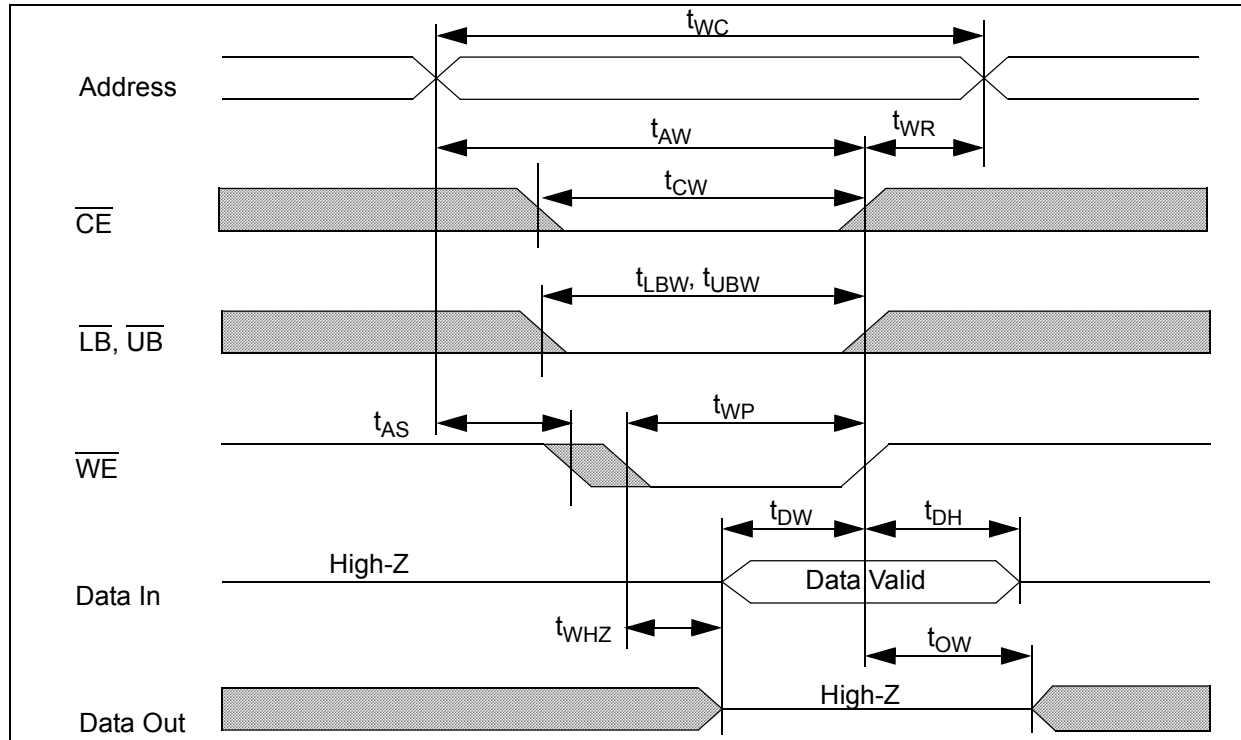 tWC
Address
tAW
tWR
tCW
CE
tLBW, tUBW
LB, UB
tAS
tWP
WE
tDW
tDH
High-Z
Data Valid
Data In
tWHZ
tOW
High-Z
Data Out